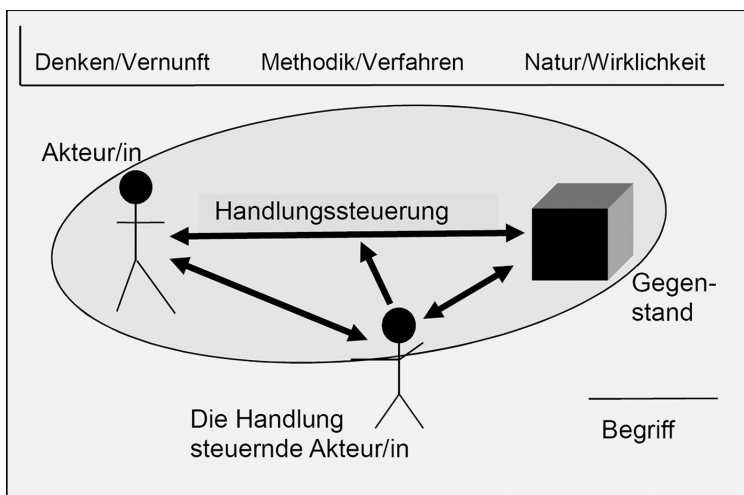 Denken/Vernunft Methodik/Verfahren Natur/Wirklichkeit
Akteur/in
Handlungssteuerung
Gegen-
stand
Die Handlung
steuernde Akteur/in
Begriff